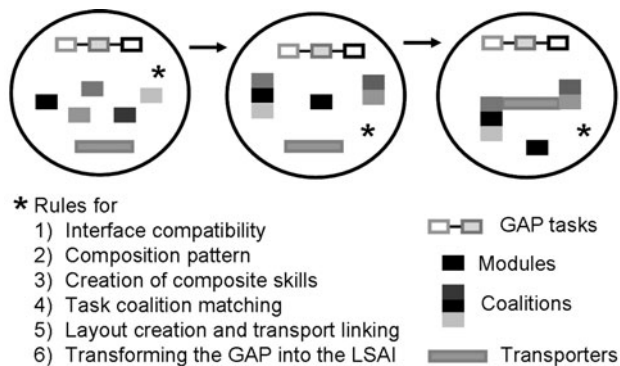 *
*
*
* Rules for
1) Interface compatibility
2) Composition pattern
3) Creation of composite skills
4) Task coalition matching
5) Layout creation and transport linking
6) Transforming the GAP into the LSAI
GAP tasks
Modules
Coalitions
Transporters